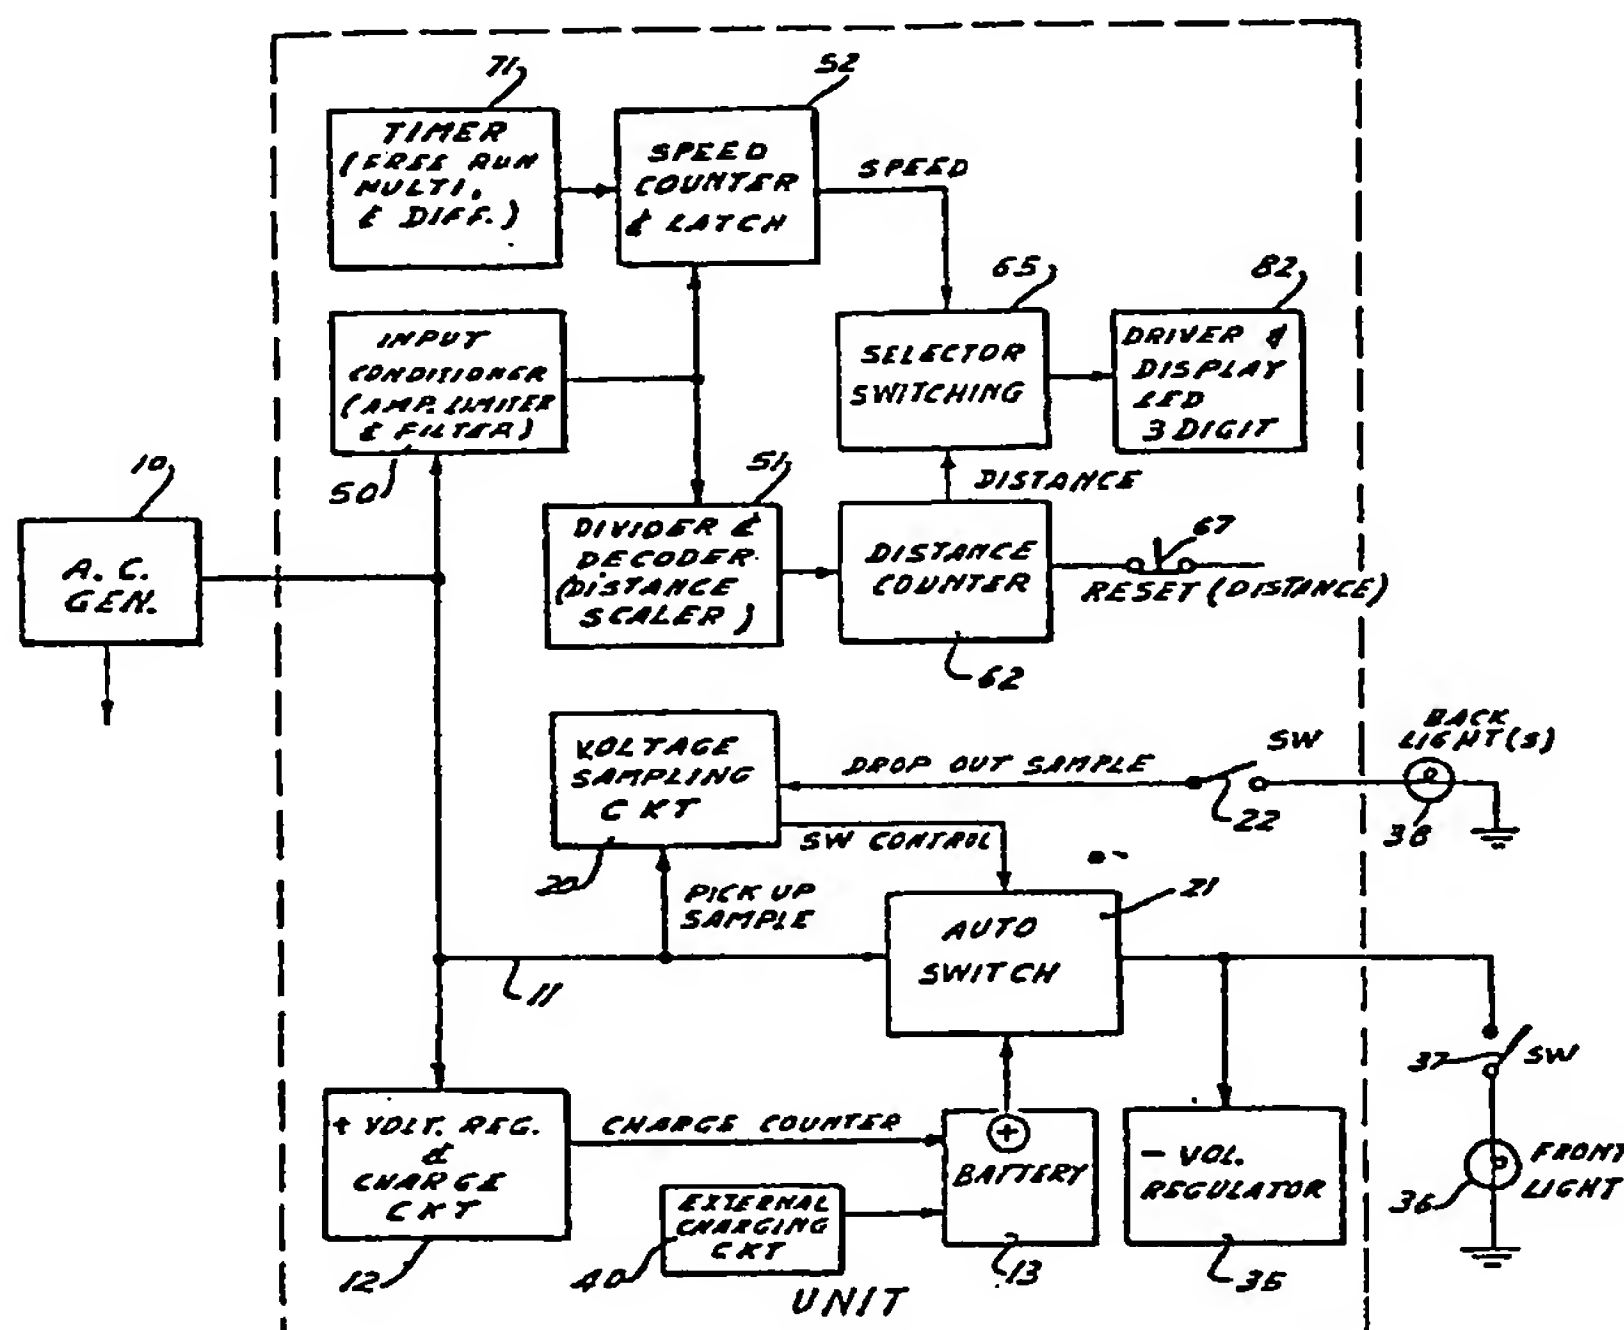 71
TIMER
(FREE RUN
MULTI,
& DIFF.)
52
SPEED
COUNTER
& LATCH
SPEED
INPUT
CONDITIONER
(AMP. LIMITER
& FILTER)
50
65
SELECTOR
SWITCHING
82
DRIVER &
DISPLAY
LED
3 DIGIT
10
A.C.
GEN.
51
DIVIDER &
DECODER
(DISTANCE
SCALER)
DISTANCE
DISTANCE
COUNTER
62
67
RESET (DISTANCE)
VOLTAGE
SAMPLING
CKT
20
DROP OUT SAMPLE
SW
22
BACK
LIGHT(S)
38
SW CONTROL
PICK UP
SAMPLE
11
AUTO
SWITCH
21
37
SW
FRONT
LIGHT
36
+ VOLT. REG.
&
CHARGE
CKT
12
CHARGE COUNTER
EXTERNAL
CHARGING
CKT
40
+
BATTERY
13
- VOL.
REGULATOR
35
UNIT